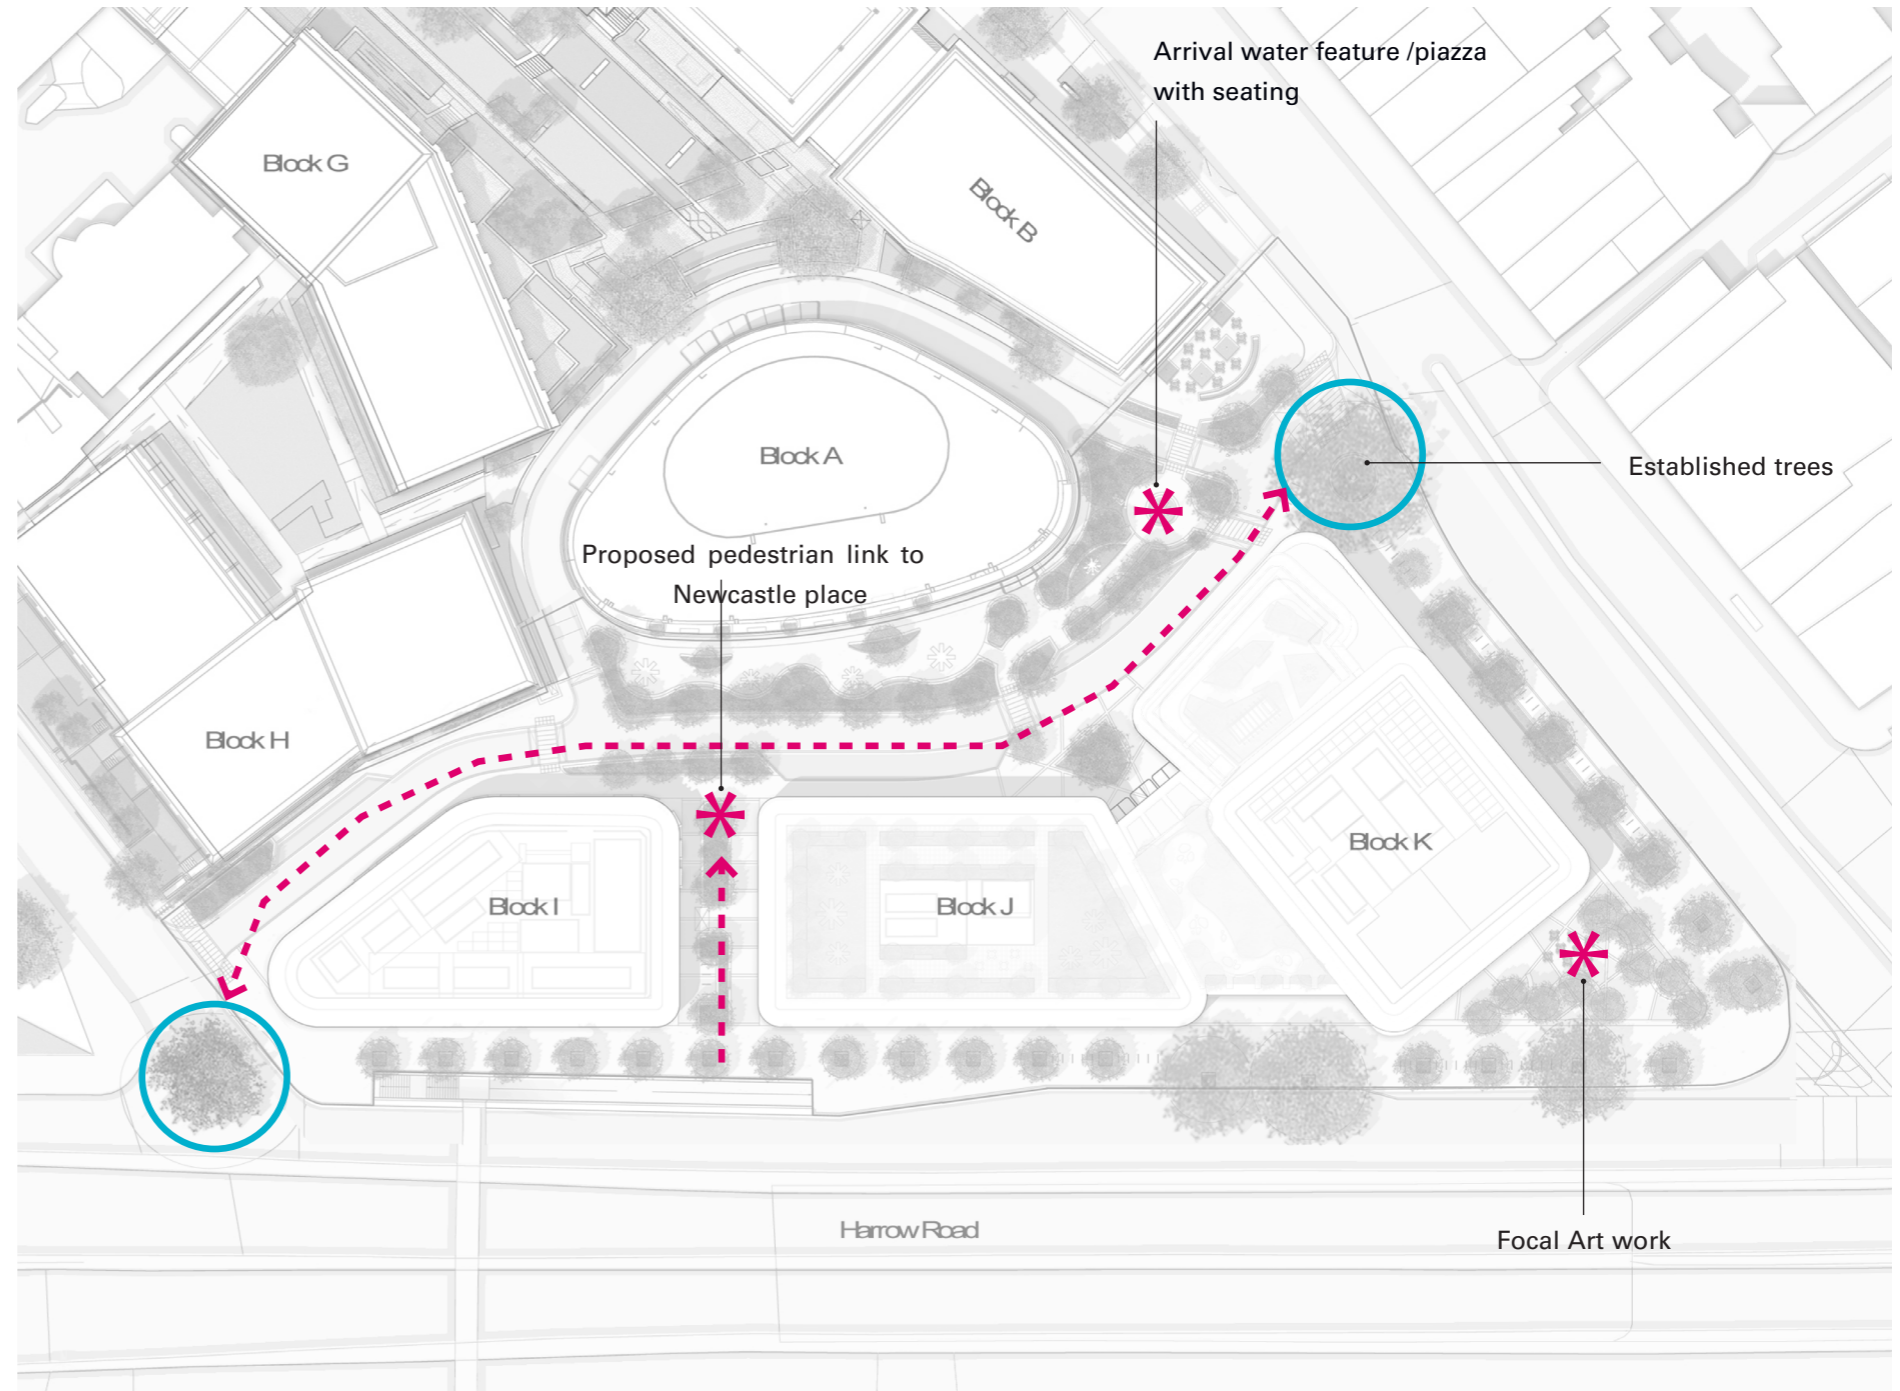 Arrival water feature /piazza
with seating
Block G
Block B
Block A
Established trees
Proposed pedestrian link to
Newcastle place
Block H
Block K
Block I
Block J
Harrow Road
Focal Art work